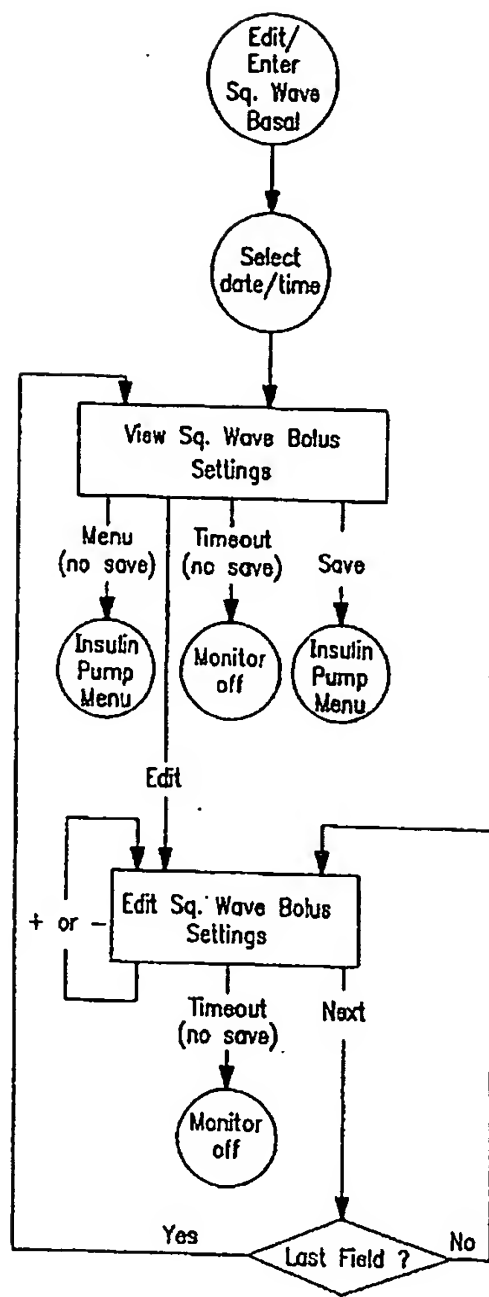 Edit/
Enter
Sq. Wave
Basal
Select
date/time
View Sq. Wave Bolus
Settings
Menu
(no save)
Timeout
(no save)
Save
Insulin
Pump
Menu
Monitor
off
Insulin
Pump
Menu
Edit
+ or -
Edit Sq. Wave Bolus
Settings
Timeout
(no save)
Next
Monitor
off
Yes
Last Field ?
No